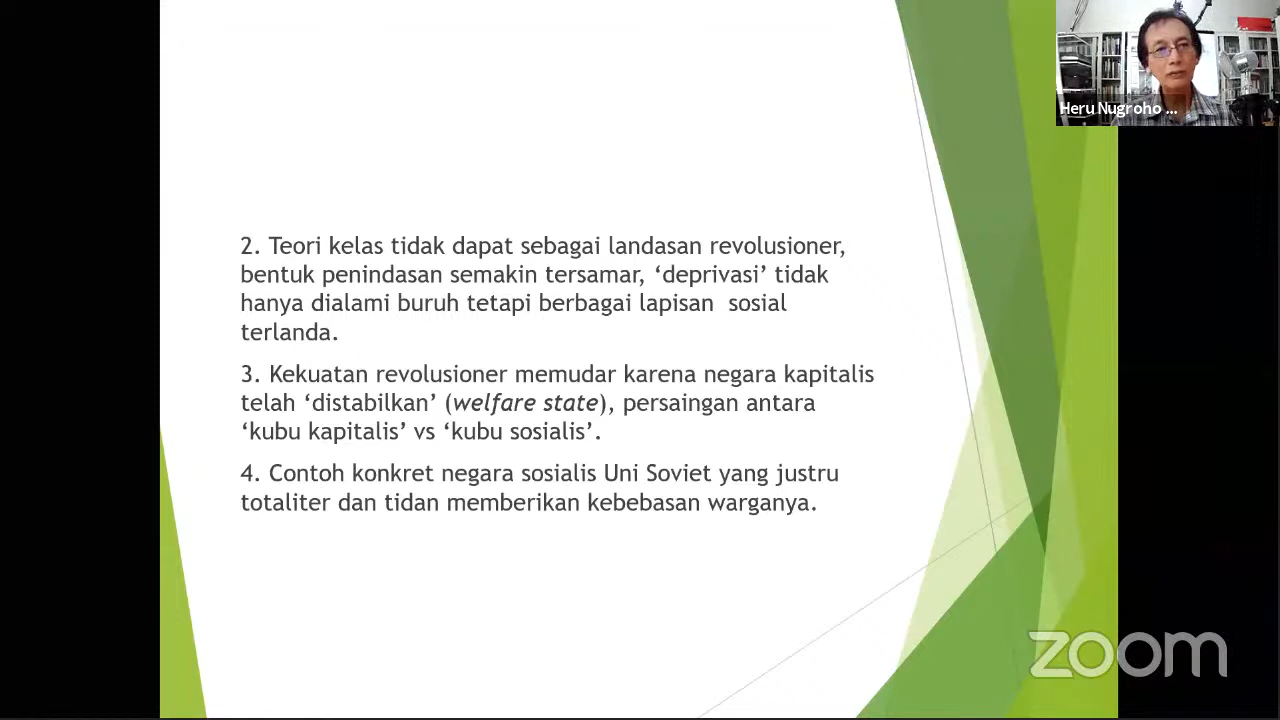 Heru Nugroho ...
2. Teori kelas tidak dapat sebagai landasan revolusioner,
bentuk penindasan semakin tersamar, ‘deprivasi’ tidak
hanya dialami buruh tetapi berbagai lapisan sosial
terlanda.
3. Kekuatan revolusioner memudar karena negara kapitalis
telah ‘distabilkan’ (welfare state), persaingan antara
‘kubu kapitalis’ vs ‘kubu sosialis’.
4. Contoh konkret negara sosialis Uni Soviet yang justru
totaliter dan tidan memberikan kebebasan warganya.
zoom